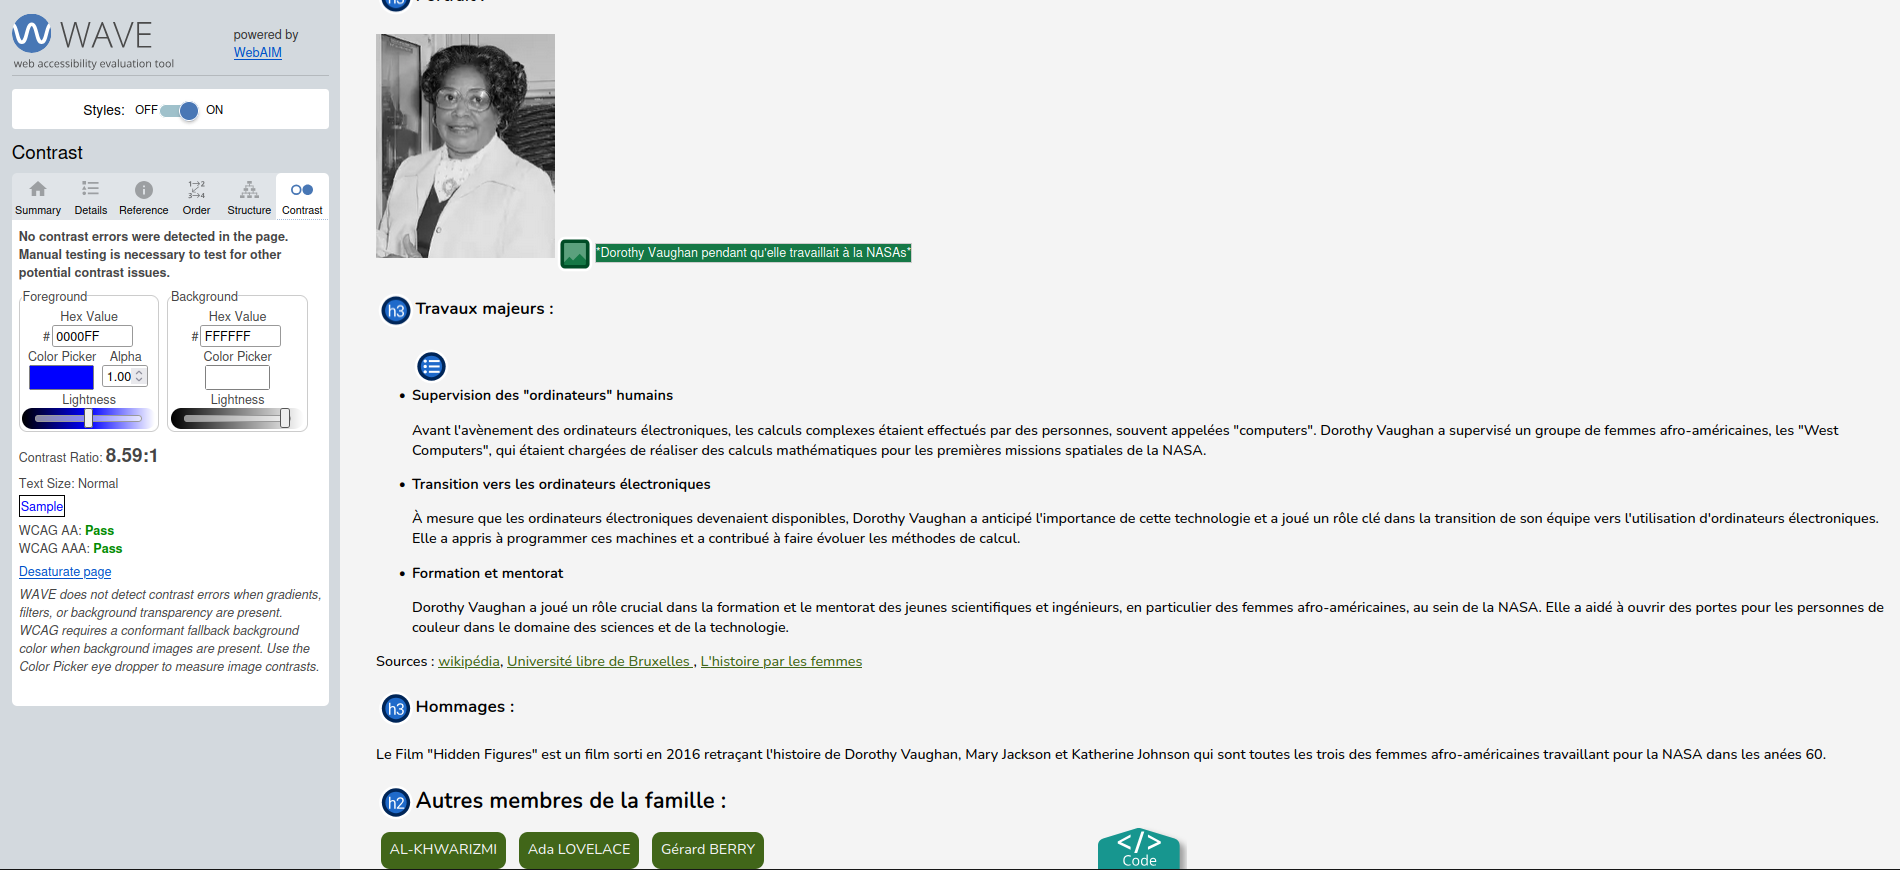 WAVE
web accessibility evaluation tool
powered by
WebAIM
Styles: OFF ON
Contrast
Summary Details Reference Order Structure Contrast
No contrast errors were detected in the page.
Manual testing is necessary to test for other
potential contrast issues.
Foreground
Hex Value
# 0000FF
Color Picker Alpha
1.00
Lightness
Background
Hex Value
# FFFFFF
Color Picker
Lightness
Contrast Ratio: 8.59:1
Text Size: Normal
Sample
WCAG AA: Pass
WCAG AAA: Pass
Desaturate page
WAVE does not detect contrast errors when gradients,
filters, or background transparency are present.
WCAG requires a conformant fallback background
color when background images are present. Use the
Color Picker eye dropper to measure image contrasts.
*Dorothy Vaughan pendant qu'elle travaillait à la NASAs*
h3 Travaux majeurs :
• Supervision des "ordinateurs" humains
Avant l'avènement des ordinateurs électroniques, les calculs complexes étaient effectués par des personnes, souvent appelées "computers". Dorothy Vaughan a supervisé un groupe de femmes afro-américaines, les "West
Computers", qui étaient chargées de réaliser des calculs mathématiques pour les premières missions spatiales de la NASA.
• Transition vers les ordinateurs électroniques
À mesure que les ordinateurs électroniques devenaient disponibles, Dorothy Vaughan a anticipé l'importance de cette technologie et a joué un rôle clé dans la transition de son équipe vers l'utilisation d'ordinateurs électroniques.
Elle a appris à programmer ces machines et a contribué à faire évoluer les méthodes de calcul.
• Formation et mentorat
Dorothy Vaughan a joué un rôle crucial dans la formation et le mentorat des jeunes scientifiques et ingénieurs, en particulier des femmes afro-américaines, au sein de la NASA. Elle a aidé à ouvrir des portes pour les personnes de
couleur dans le domaine des sciences et de la technologie.
Sources : wikipédia, Université libre de Bruxelles , L'histoire par les femmes
h3 Hommages :
Le Film "Hidden Figures" est un film sorti en 2016 retraçant l'histoire de Dorothy Vaughan, Mary Jackson et Katherine Johnson qui sont toutes les trois des femmes afro-américaines travaillant pour la NASA dans les anées 60.
h2 Autres membres de la famille :
AL-KHWARIZMI Ada LOVELACE Gérard BERRY
</> Code